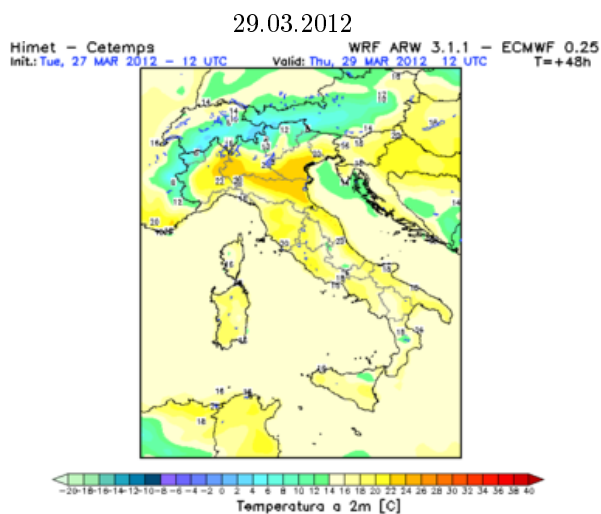 29.03.2012
Himet - Cetemps WRF ARW 3.1.1 - ECMWF 0.25
Init.: Tue, 27 MAR 2012 - 12 UTC Valid: Thu, 29 MAR 2012 12 UTC T=+48h
-20 -18 -16 -14 -12 -10 -8 -6 -4 -2 0 2 4 6 8 10 12 14 16 18 20 22 24 26 28 30 32 34 36 38 40
Temperatura a 2m [C]